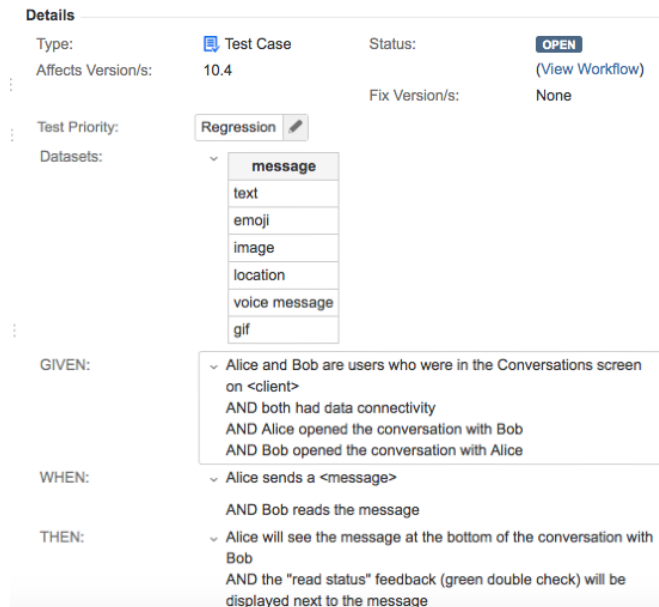 Details
Type: Test Case Status: OPEN
Affects Version/s: 10.4 (View Workflow)
Fix Version/s: None
Test Priority: Regression
Datasets: message
text
emoji
image
location
voice message
gif
GIVEN: Alice and Bob are users who were in the Conversations screen
on <client>
AND both had data connectivity
AND Alice opened the conversation with Bob
AND Bob opened the conversation with Alice
WHEN: Alice sends a <message>
AND Bob reads the message
THEN: Alice will see the message at the bottom of the conversation with
Bob
AND the "read status" feedback (green double check) will be
displayed next to the message